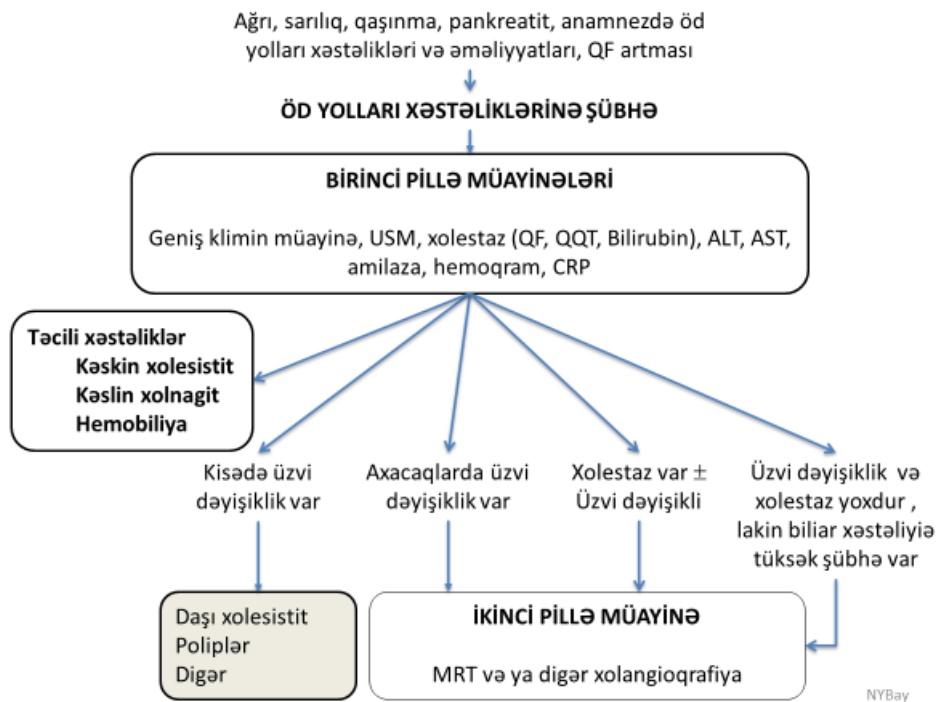 Ağrı, sarılıq, qaşınma, pankreatit, anamnezdə öd
yolları xəstəlikləri və əməliyyatları, QF artması
ÖD YOLLARI XƏSTƏLİKLƏRİNƏ ŞÜBHƏ
BİRİNCİ PİLLƏ MÜAYİNƏLƏRİ
Geniş klimin müayinə, USM, xolestaz (QF, QQT, Bilirubin), ALT, AST,
amilaza, hemoqram, CRP
Təcili xəstəliklər
Kəskin xolesistit
Kəslin xolnagit
Hemobiliya
Kisədə üzvi
dəyişiklik var
Axacaqlarda üzvi
dəyişiklik var
Xolestaz var ±
Üzvi dəyişikli
Üzvi dəyişiklik və
xolestaz yoxdur ,
lakin biliar xəstəliyiə
tüksək şübhə var
Daşı xolesistit
Poliplər
Digər
İKİNCİ PİLLƏ MÜAYİNƏ
MRT və ya digər xolangioqrafiya
NYBay